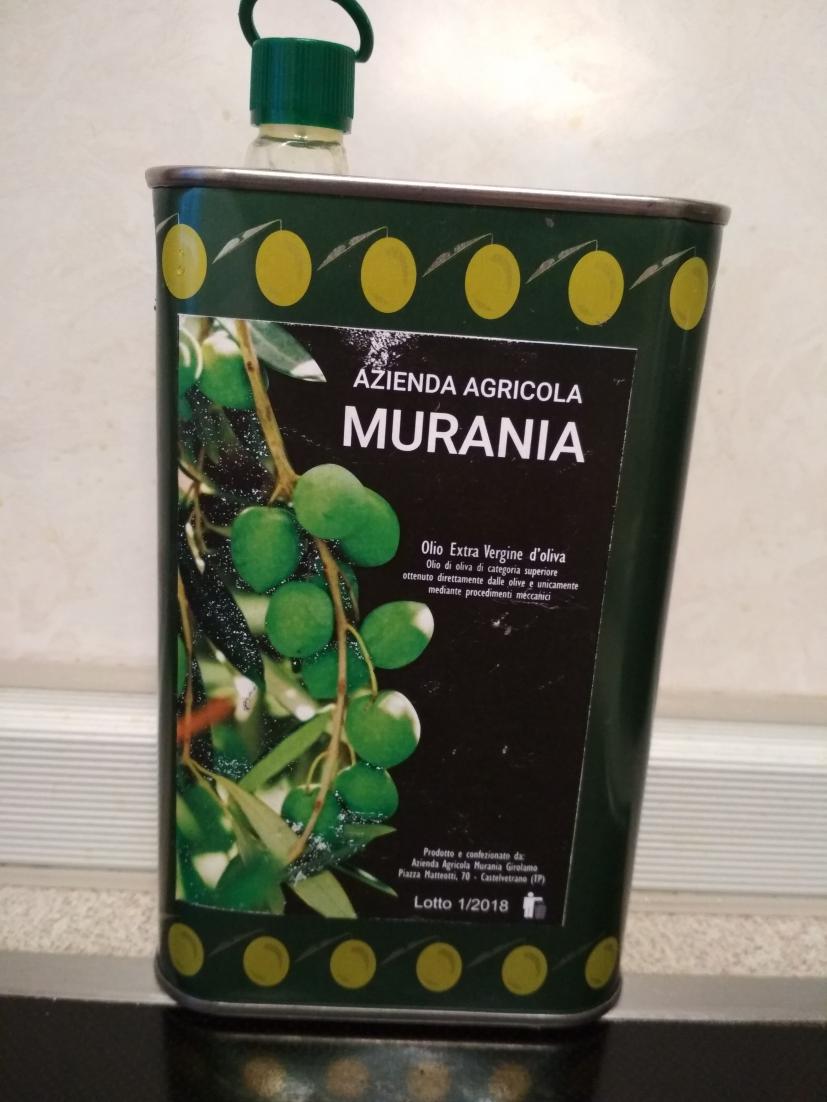 AZIENDA AGRICOLA
MURANIA
Olio Extra Vergine d'oliva
Olio di oliva di categoria superiore
ottenuto direttamente dalle olive e unicamente
mediante procedimenti meccanici
Prodotto e confezionato da:
Azienda Agricola Murania Girolamo
Piazza Matteotti, 70 - Castelvetrano (TP)
Lotto 1/2018